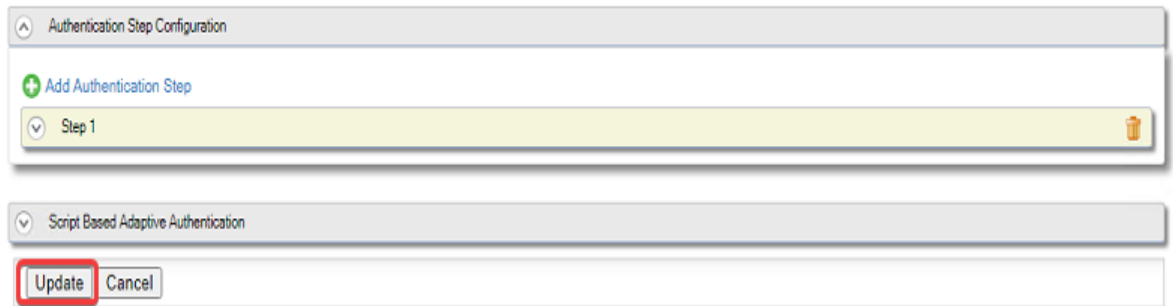 Authentication Step Configuration
Add Authentication Step
Step 1
Script Based Adaptive Authentication
Update Cancel